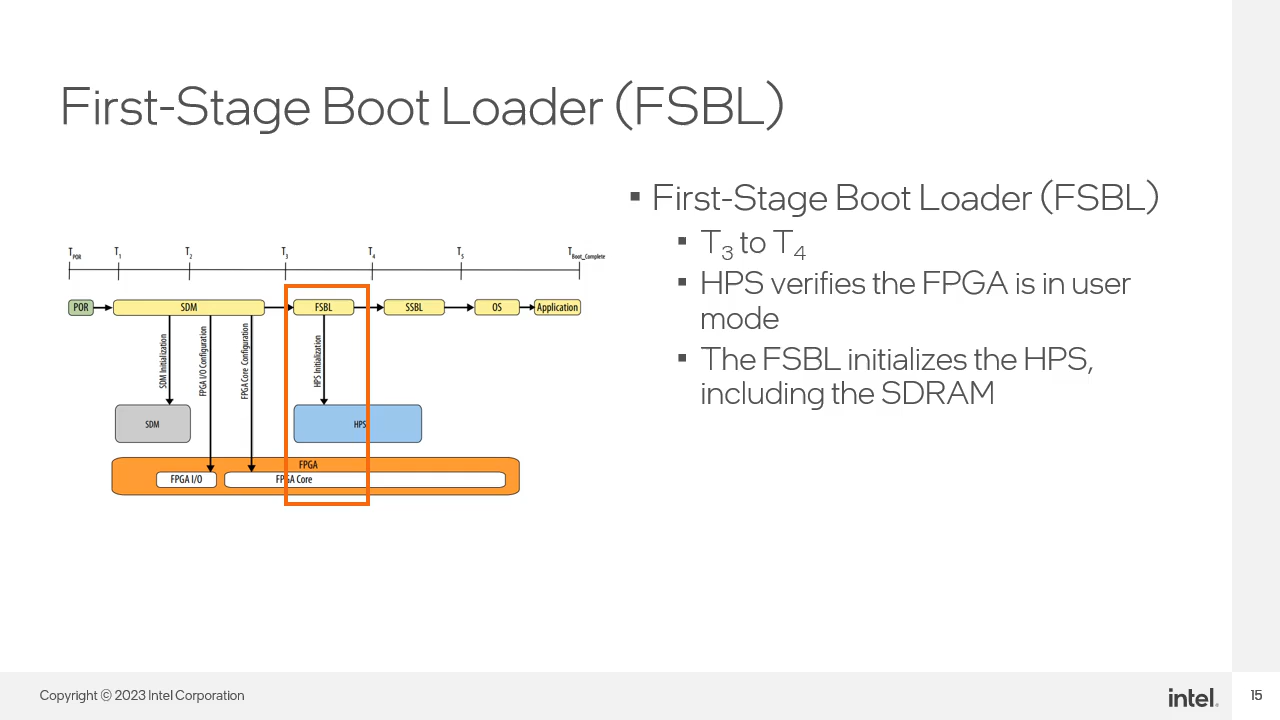 First-Stage Boot Loader (FSBL)
▪ First-Stage Boot Loader (FSBL)
▪ T3 to T4
▪ HPS verifies the FPGA is in user
mode
▪ The FSBL initializes the HPS,
including the SDRAM
TPOR T1 T2 T3 T4 T5 TBoot_Complete
POR SDM FSBL SSBL OS Application
SDM Initialization
FPGA I/O Configuration
FPGA Core Configuration
HPS Initialization
SDM HPS
FPGA
FPGA I/O FPGA Core
Copyright © 2023 Intel Corporation
intel.
15